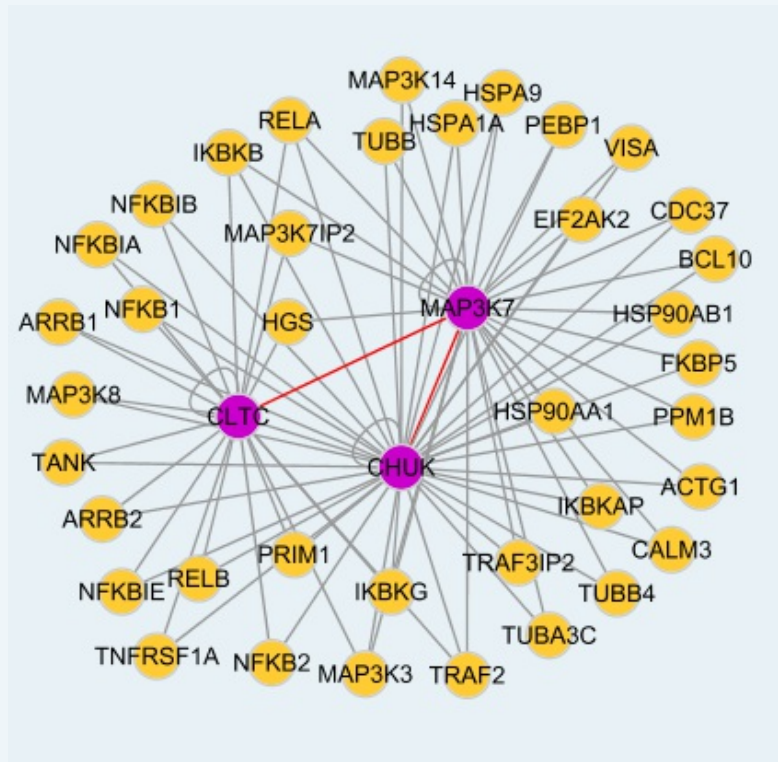 MAP3K14
HSPA9
RELA
HSPA1A
PEBP1
TUBB
VISA
IKBKB
NFKBIB
CDC37
EIF2AK2
MAP3K7IP2
NFKBIA
BCL10
NFKB1
MAP3K7
HSP90AB1
ARRB1
HGS
FKBP5
MAP3K8
HSP90AA1
CLTC
PPM1B
TANK
CHUK
ACTG1
IKBKAP
ARRB2
CALM3
PRIM1
TRAF3IP2
RELB
NFKBIE
IKBKG
TUBB4
TUBA3C
TNFRSF1A
NFKB2
MAP3K3
TRAF2